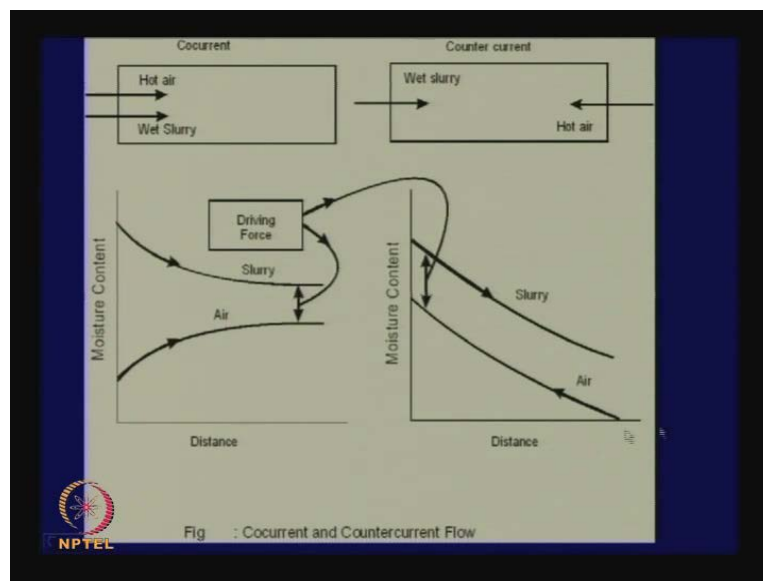 Cocurrent
Counter current
Hot air
Wet Slurry
Wet slurry
Hot air
Driving
Force
Moisture Content
Slurry
Air
Distance
Moisture Content
Slurry
Air
Distance
Fig : Cocurrent and Countercurrent Flow
NPTEL